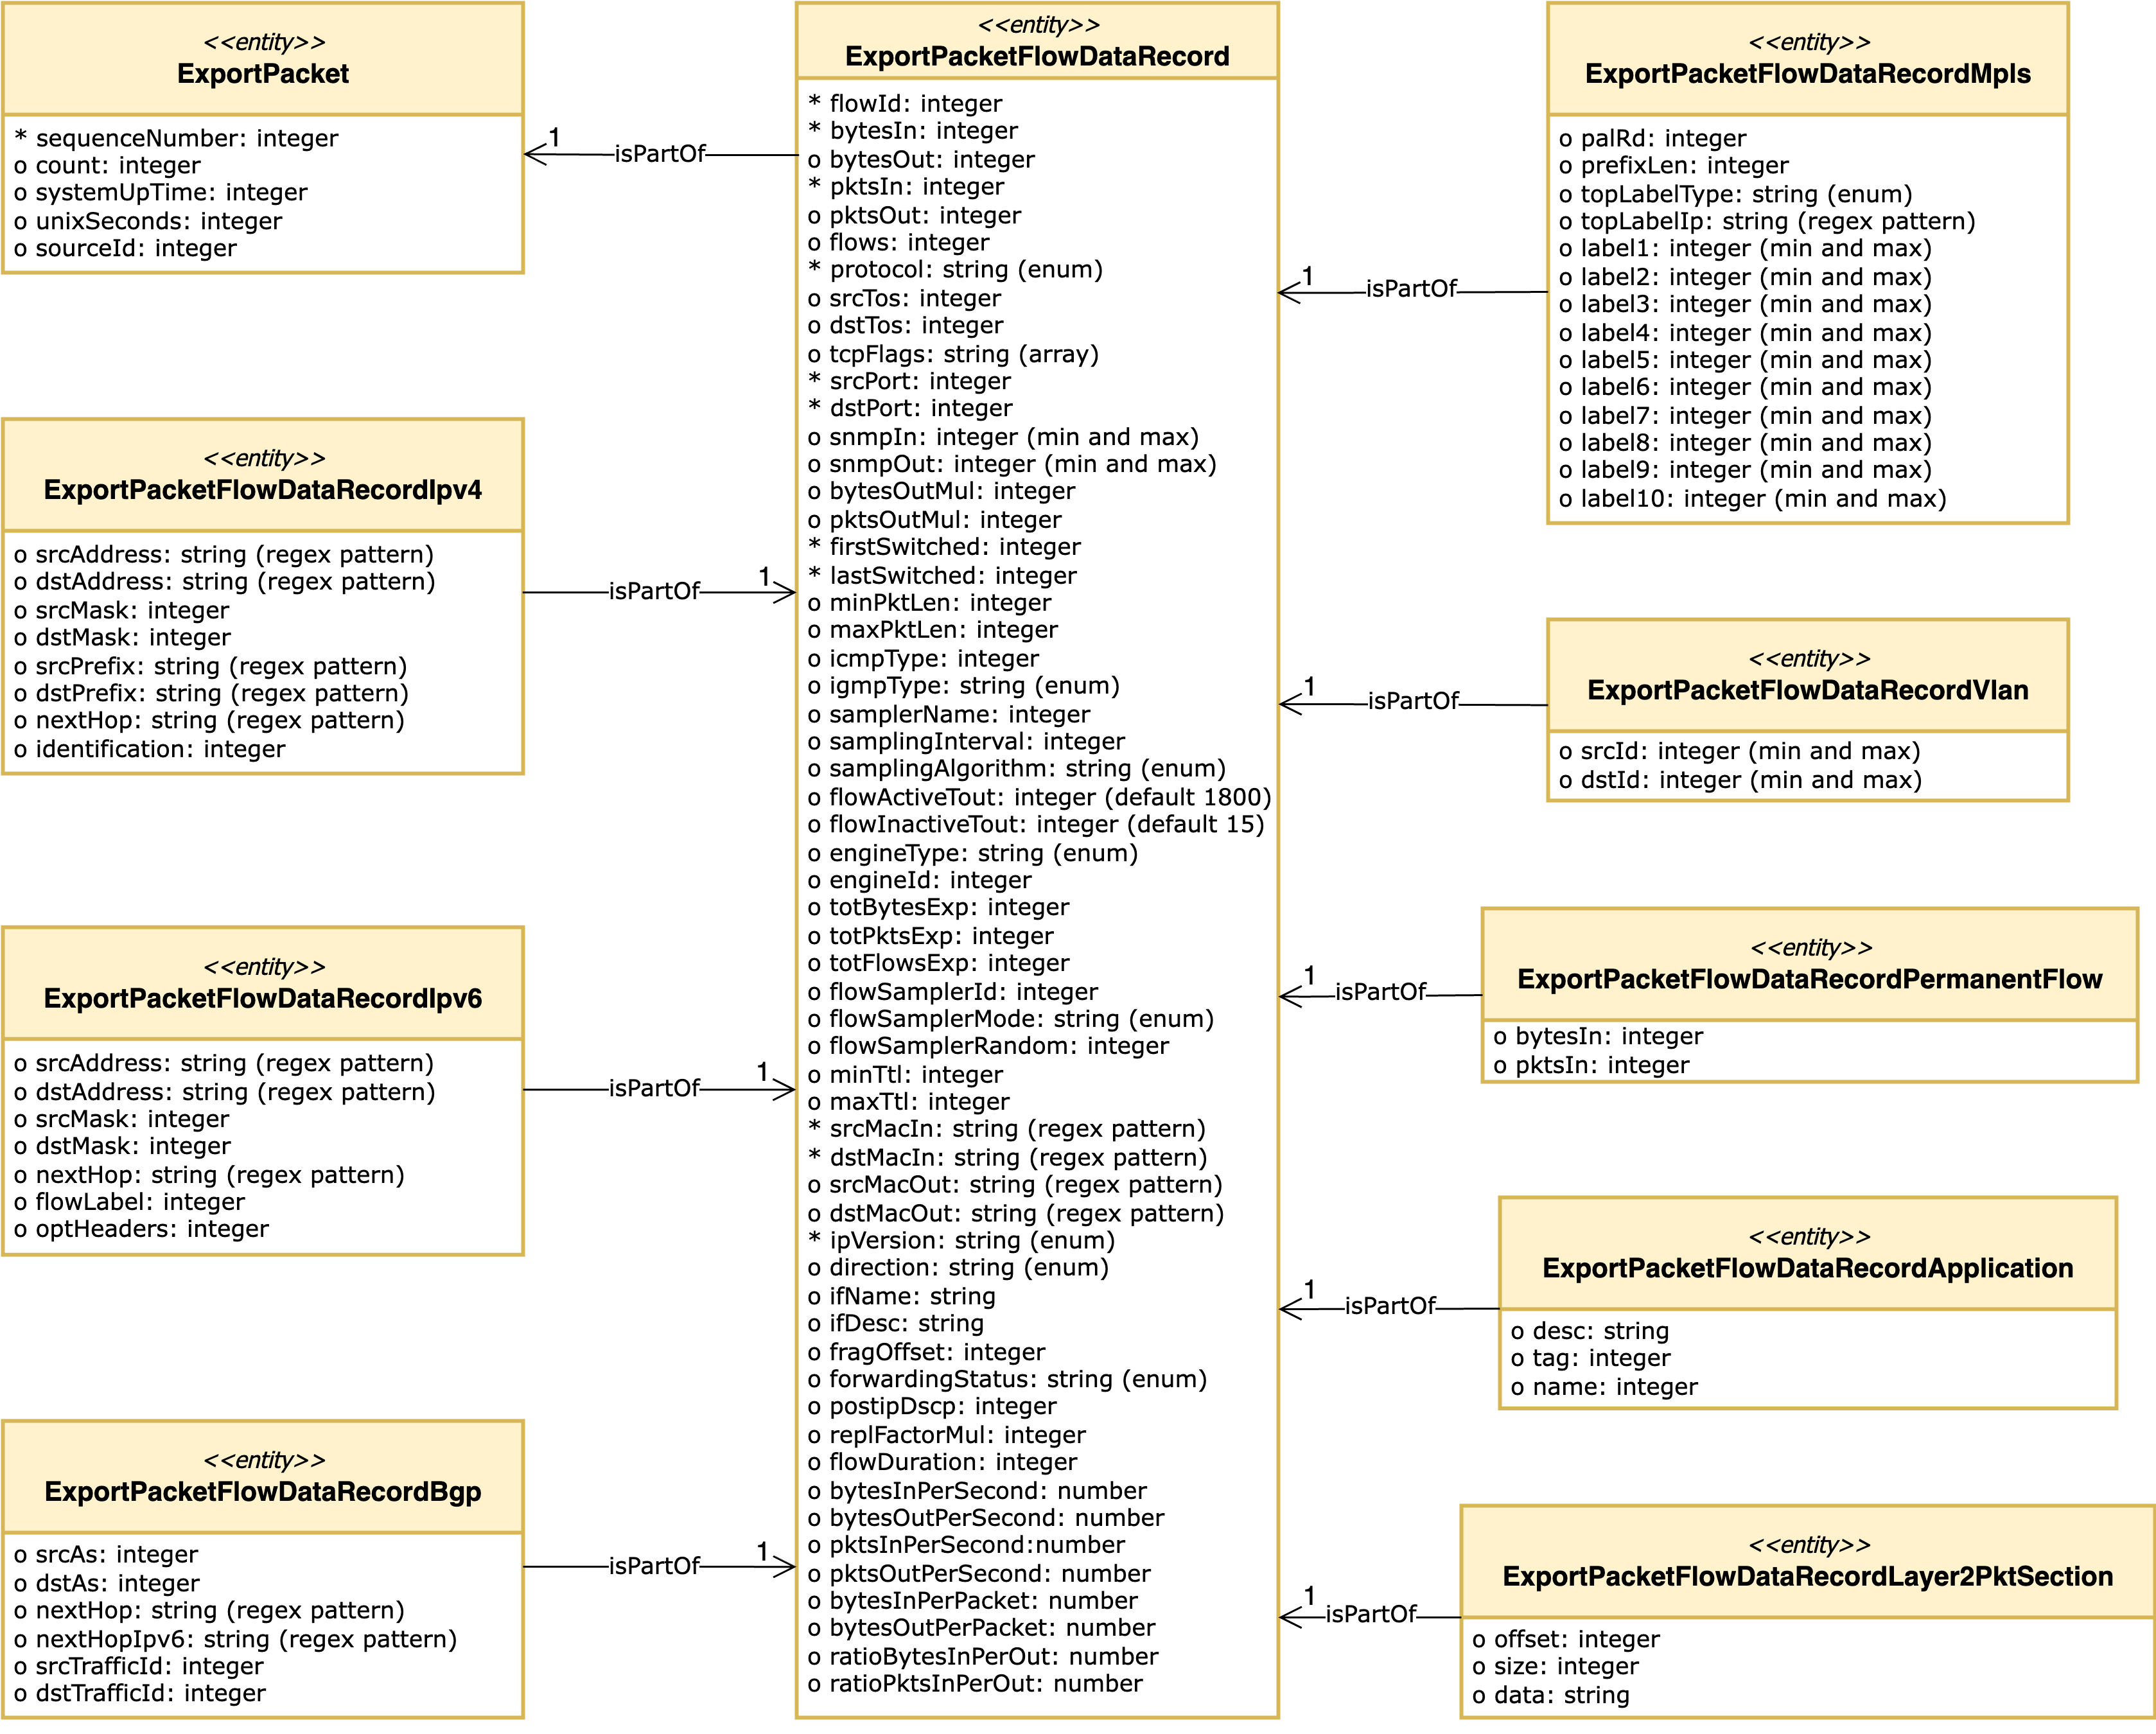 <<entity>>
ExportPacket
* sequenceNumber: integer
o count: integer
o systemUpTime: integer
o unixSeconds: integer
o sourceId: integer
1
isPartOf
<<entity>>
ExportPacketFlowDataRecordIpv4
o srcAddress: string (regex pattern)
o dstAddress: string (regex pattern)
o srcMask: integer
o dstMask: integer
o srcPrefix: string (regex pattern)
o dstPrefix: string (regex pattern)
o nextHop: string (regex pattern)
o identification: integer
isPartOf
1
<<entity>>
ExportPacketFlowDataRecordIpv6
o srcAddress: string (regex pattern)
o dstAddress: string (regex pattern)
o srcMask: integer
o dstMask: integer
o nextHop: string (regex pattern)
o flowLabel: integer
o optHeaders: integer
isPartOf
1
<<entity>>
ExportPacketFlowDataRecordBgp
o srcAs: integer
o dstAs: integer
o nextHop: string (regex pattern)
o nextHopIpv6: string (regex pattern)
o srcTrafficId: integer
o dstTrafficId: integer
isPartOf
1
<<entity>>
ExportPacketFlowDataRecord
* flowId: integer
* bytesIn: integer
o bytesOut: integer
* pktsIn: integer
o pktsOut: integer
o flows: integer
* protocol: string (enum)
o srcTos: integer
o dstTos: integer
o tcpFlags: string (array)
* srcPort: integer
* dstPort: integer
o snmpIn: integer (min and max)
o snmpOut: integer (min and max)
o bytesOutMul: integer
o pktsOutMul: integer
* firstSwitched: integer
* lastSwitched: integer
o minPktLen: integer
o maxPktLen: integer
o icmpType: integer
o igmpType: string (enum)
o samplerName: integer
o samplingInterval: integer
o samplingAlgorithm: string (enum)
o flowActiveTout: integer (default 1800)
o flowInactiveTout: integer (default 15)
o engineType: string (enum)
o engineId: integer
o totBytesExp: integer
o totPktsExp: integer
o totFlowsExp: integer
o flowSamplerId: integer
o flowSamplerMode: string (enum)
o flowSamplerRandom: integer
o minTtl: integer
o maxTtl: integer
* srcMacIn: string (regex pattern)
* dstMacIn: string (regex pattern)
o srcMacOut: string (regex pattern)
o dstMacOut: string (regex pattern)
* ipVersion: string (enum)
o direction: string (enum)
o ifName: string
o ifDesc: string
o fragOffset: integer
o forwardingStatus: string (enum)
o postipDscp: integer
o replFactorMul: integer
o flowDuration: integer
o bytesInPerSecond: number
o bytesOutPerSecond: number
o pktsInPerSecond:number
o pktsOutPerSecond: number
o bytesInPerPacket: number
o bytesOutPerPacket: number
o ratioBytesInPerOut: number
o ratioPktsInPerOut: number
<<entity>>
ExportPacketFlowDataRecordMpls
o palRd: integer
o prefixLen: integer
o topLabelType: string (enum)
o topLabelIp: string (regex pattern)
o label1: integer (min and max)
o label2: integer (min and max)
o label3: integer (min and max)
o label4: integer (min and max)
o label5: integer (min and max)
o label6: integer (min and max)
o label7: integer (min and max)
o label8: integer (min and max)
o label9: integer (min and max)
o label10: integer (min and max)
1
isPartOf
<<entity>>
ExportPacketFlowDataRecordVlan
o srcId: integer (min and max)
o dstId: integer (min and max)
1
isPartOf
<<entity>>
ExportPacketFlowDataRecordPermanentFlow
o bytesIn: integer
o pktsIn: integer
1
isPartOf
<<entity>>
ExportPacketFlowDataRecordApplication
o desc: string
o tag: integer
o name: integer
1
isPartOf
<<entity>>
ExportPacketFlowDataRecordLayer2PktSection
o offset: integer
o size: integer
o data: string
1
isPartOf